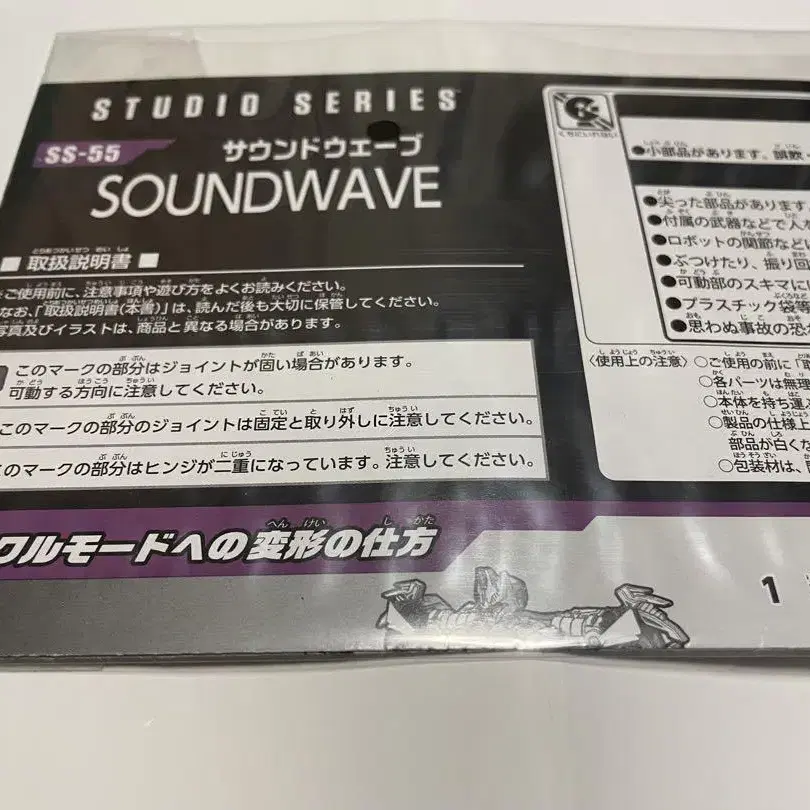 STUDIO SERIES™
SS-55
サウンドウエーブ
SOUNDWAVE
■ 取扱説明書 ■
ご使用前に、注意事項や遊び方をよくお読みください。
なお、「取扱説明書(本書)」は、読んだ後も大切に保管してください。
写真及びイラストは、商品と異なる場合があります。
このマークの部分はジョイントが固い場合があります。
可動する方向に注意してください。
このマークの部分のジョイントは固定と取り外しに注意してください。
このマークの部分はヒンジが二重になっています。注意してください。
クルモードへの変形の仕方
くちにいれない
●小部品があります。誤飲・
●尖った部品があります。
●付属の武器などで人を
●ロボットの関節など
●ぶつけたり、振り回
●可動部のスキマに
●プラスチック袋等
●思わぬ事故の恐
〈使用上の注意〉
○ご使用の前に「取
○各パーツは無理
○本体を持ち運
○製品の仕様上
部品が白くな
○包装材は、
1